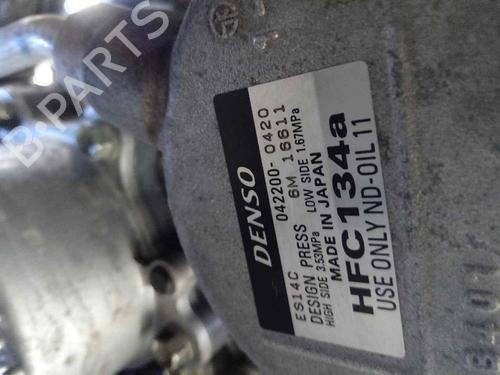 B-PARTS
DENSO
042200-0420
6M 16611
ES14C
DESIGN PRESS
HIGH SIDE 3.53MPa LOW SIDE 1.67MPa
MADE IN JAPAN
HFC134a
USE ONLY ND-OIL 11